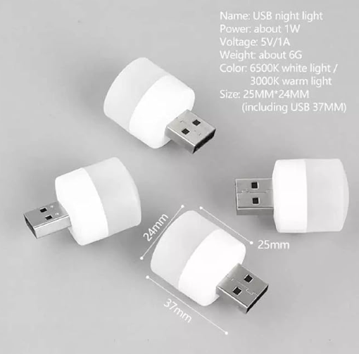 Name: USB night light
Power: about 1W
Voltage: 5V/1A
Weight: about 6G
Color: 6500K white light /
3000K warm light
Size: 25MM*24MM
(including USB 37MM)
24mm
25mm
37mm